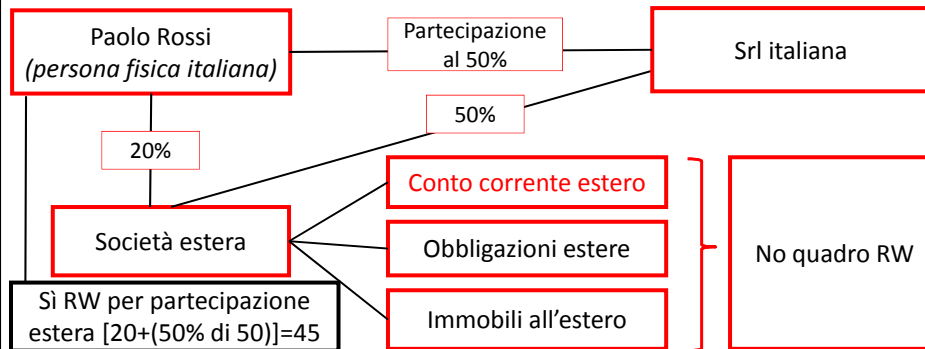 Paolo Rossi
(persona fisica italiana)
Partecipazione
al 50%
Srl italiana
50%
20%
Conto corrente estero
Società estera
Obbligazioni estere
No quadro RW
Sì RW per partecipazione
estera [20+(50% di 50)]=45
Immobili all'estero